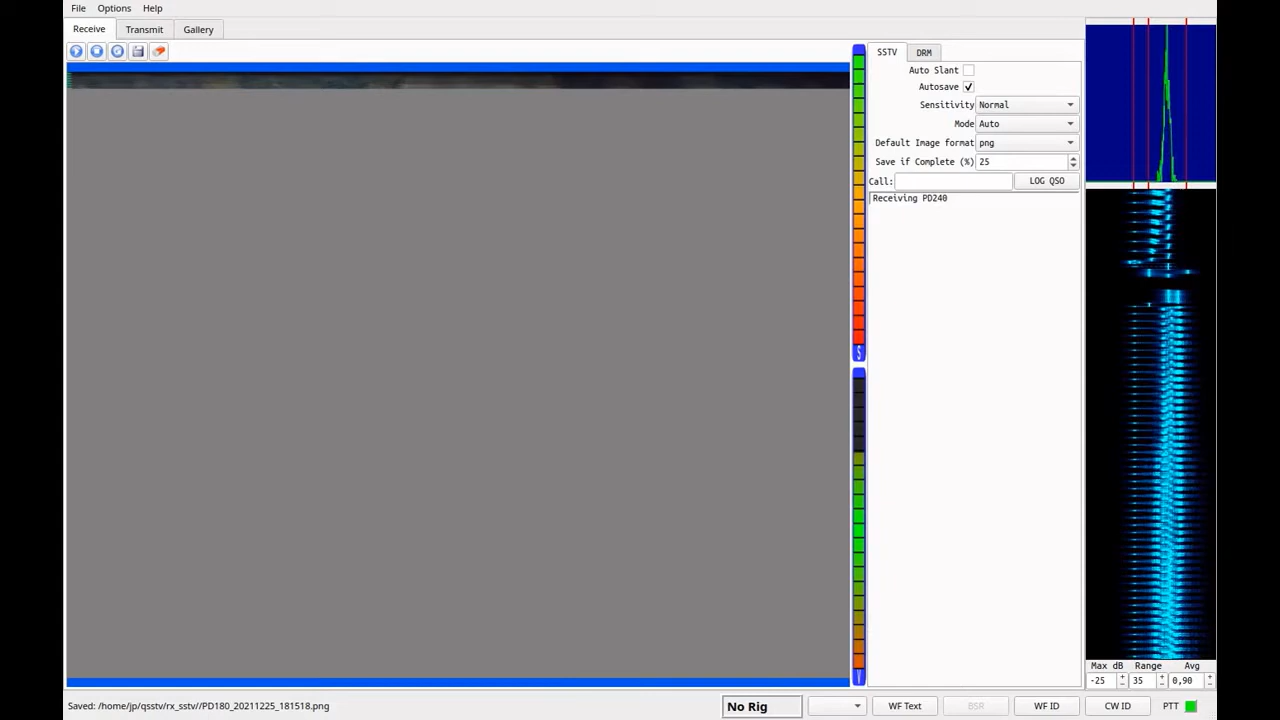 File Options Help
Receive Transmit Gallery
SSTV DRM
Auto Slant
Autosave
Sensitivity Normal
Mode Auto
Default Image format png
Save if Complete (%) 25
Call: LOG QSO
Receiving PD240
S
V
Max dB Range Avg
-25 35 0,90
Saved: /home/jp/qsstv/rx_sstv//PD180_20211225_181518.png
No Rig WF Text BSR WF ID CW ID PTT